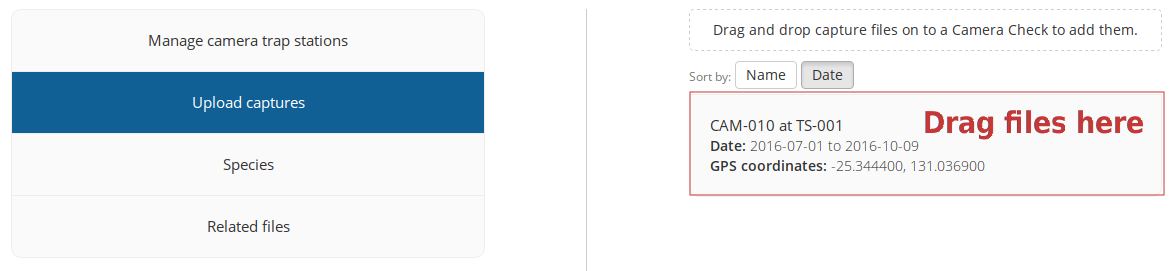 Manage camera trap stations
Upload captures
Species
Related files
Drag and drop capture files on to a Camera Check to add them.
Sort by: Name Date
CAM-010 at TS-001
Drag files here
Date: 2016-07-01 to 2016-10-09
GPS coordinates: -25.344400, 131.036900